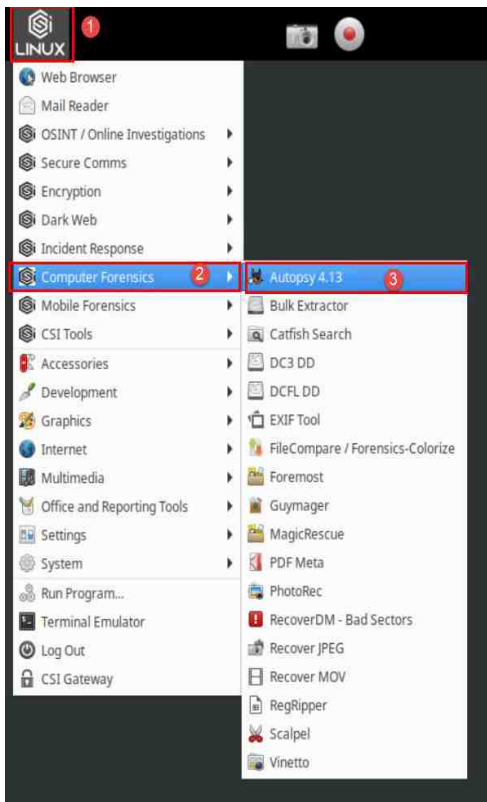 Si
LINUX
1
Web Browser
Mail Reader
OSINT / Online Investigations
Secure Comms
Encryption
Dark Web
Incident Response
Computer Forensics
2
Mobile Forensics
CSI Tools
Accessories
Development
Graphics
Internet
Multimedia
Office and Reporting Tools
Settings
System
Run Program...
Terminal Emulator
Log Out
CSI Gateway
Autopsy 4.13
3
Bulk Extractor
Catfish Search
DC3 DD
DCFL DD
EXIF Tool
FileCompare / Forensics-Colorize
Foremost
Guymager
MagicRescue
PDF Meta
PhotoRec
RecoverDM - Bad Sectors
Recover JPEG
Recover MOV
RegRipper
Scalpel
Vinetto